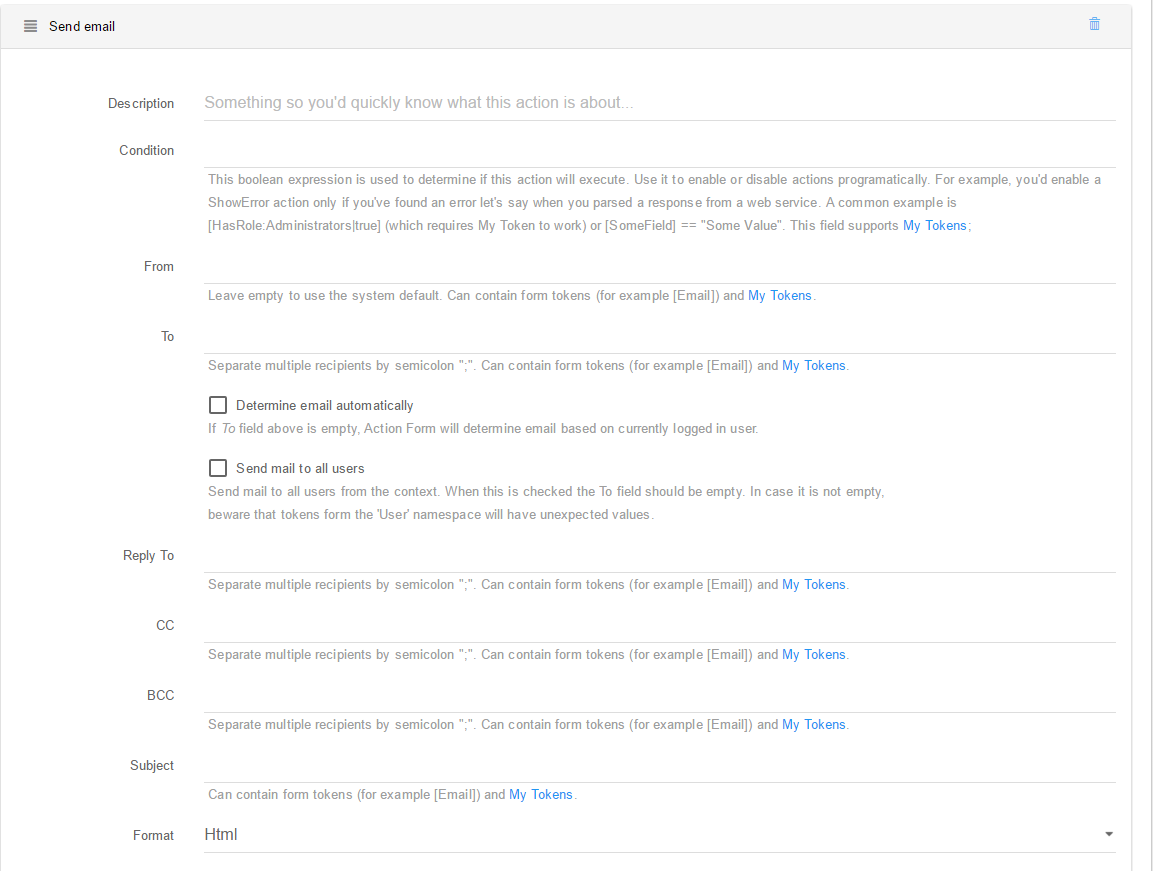 Send email
Description
Something so you'd quickly know what this action is about...
Condition
This boolean expression is used to determine if this action will execute. Use it to enable or disable actions programatically. For example, you'd enable a
ShowError action only if you've found an error let's say when you parsed a response from a web service. A common example is
[HasRole:Administrators|true] (which requires My Token to work) or [SomeField] == "Some Value". This field supports My Tokens;
From
Leave empty to use the system default. Can contain form tokens (for example [Email]) and My Tokens.
To
Separate multiple recipients by semicolon ";". Can contain form tokens (for example [Email]) and My Tokens.
Determine email automatically
If To field above is empty, Action Form will determine email based on currently logged in user.
Send mail to all users
Send mail to all users from the context. When this is checked the To field should be empty. In case it is not empty,
beware that tokens form the 'User' namespace will have unexpected values.
Reply To
Separate multiple recipients by semicolon ";". Can contain form tokens (for example [Email]) and My Tokens.
CC
Separate multiple recipients by semicolon ";". Can contain form tokens (for example [Email]) and My Tokens.
BCC
Separate multiple recipients by semicolon ";". Can contain form tokens (for example [Email]) and My Tokens.
Subject
Can contain form tokens (for example [Email]) and My Tokens.
Format
Html